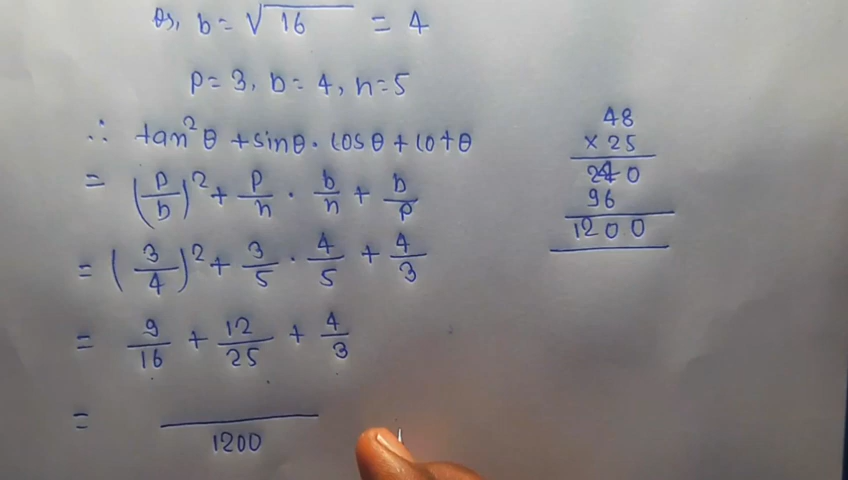 Or, b = √16 = 4
p = 3, b = 4, h = 5
∴ tan²θ + sinθ · cosθ + cotθ
= (p/b)² + p/h · b/h + b/p
= (3/4)² + 3/5 · 4/5 + 4/3
= 9/16 + 12/25 + 4/3
= /1200
48
× 25
240
96
1200